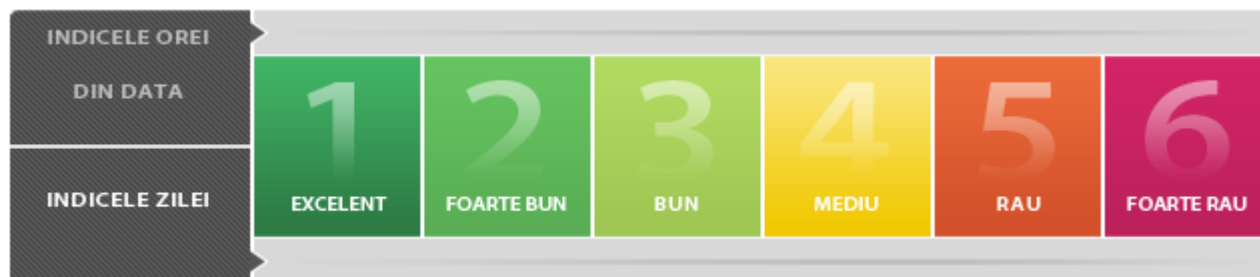 INDICELE OREI
DIN DATA
INDICELE ZILEI
1
EXCELENT
2
FOARTE BUN
3
BUN
4
MEDIU
5
RAU
6
FOARTE RAU